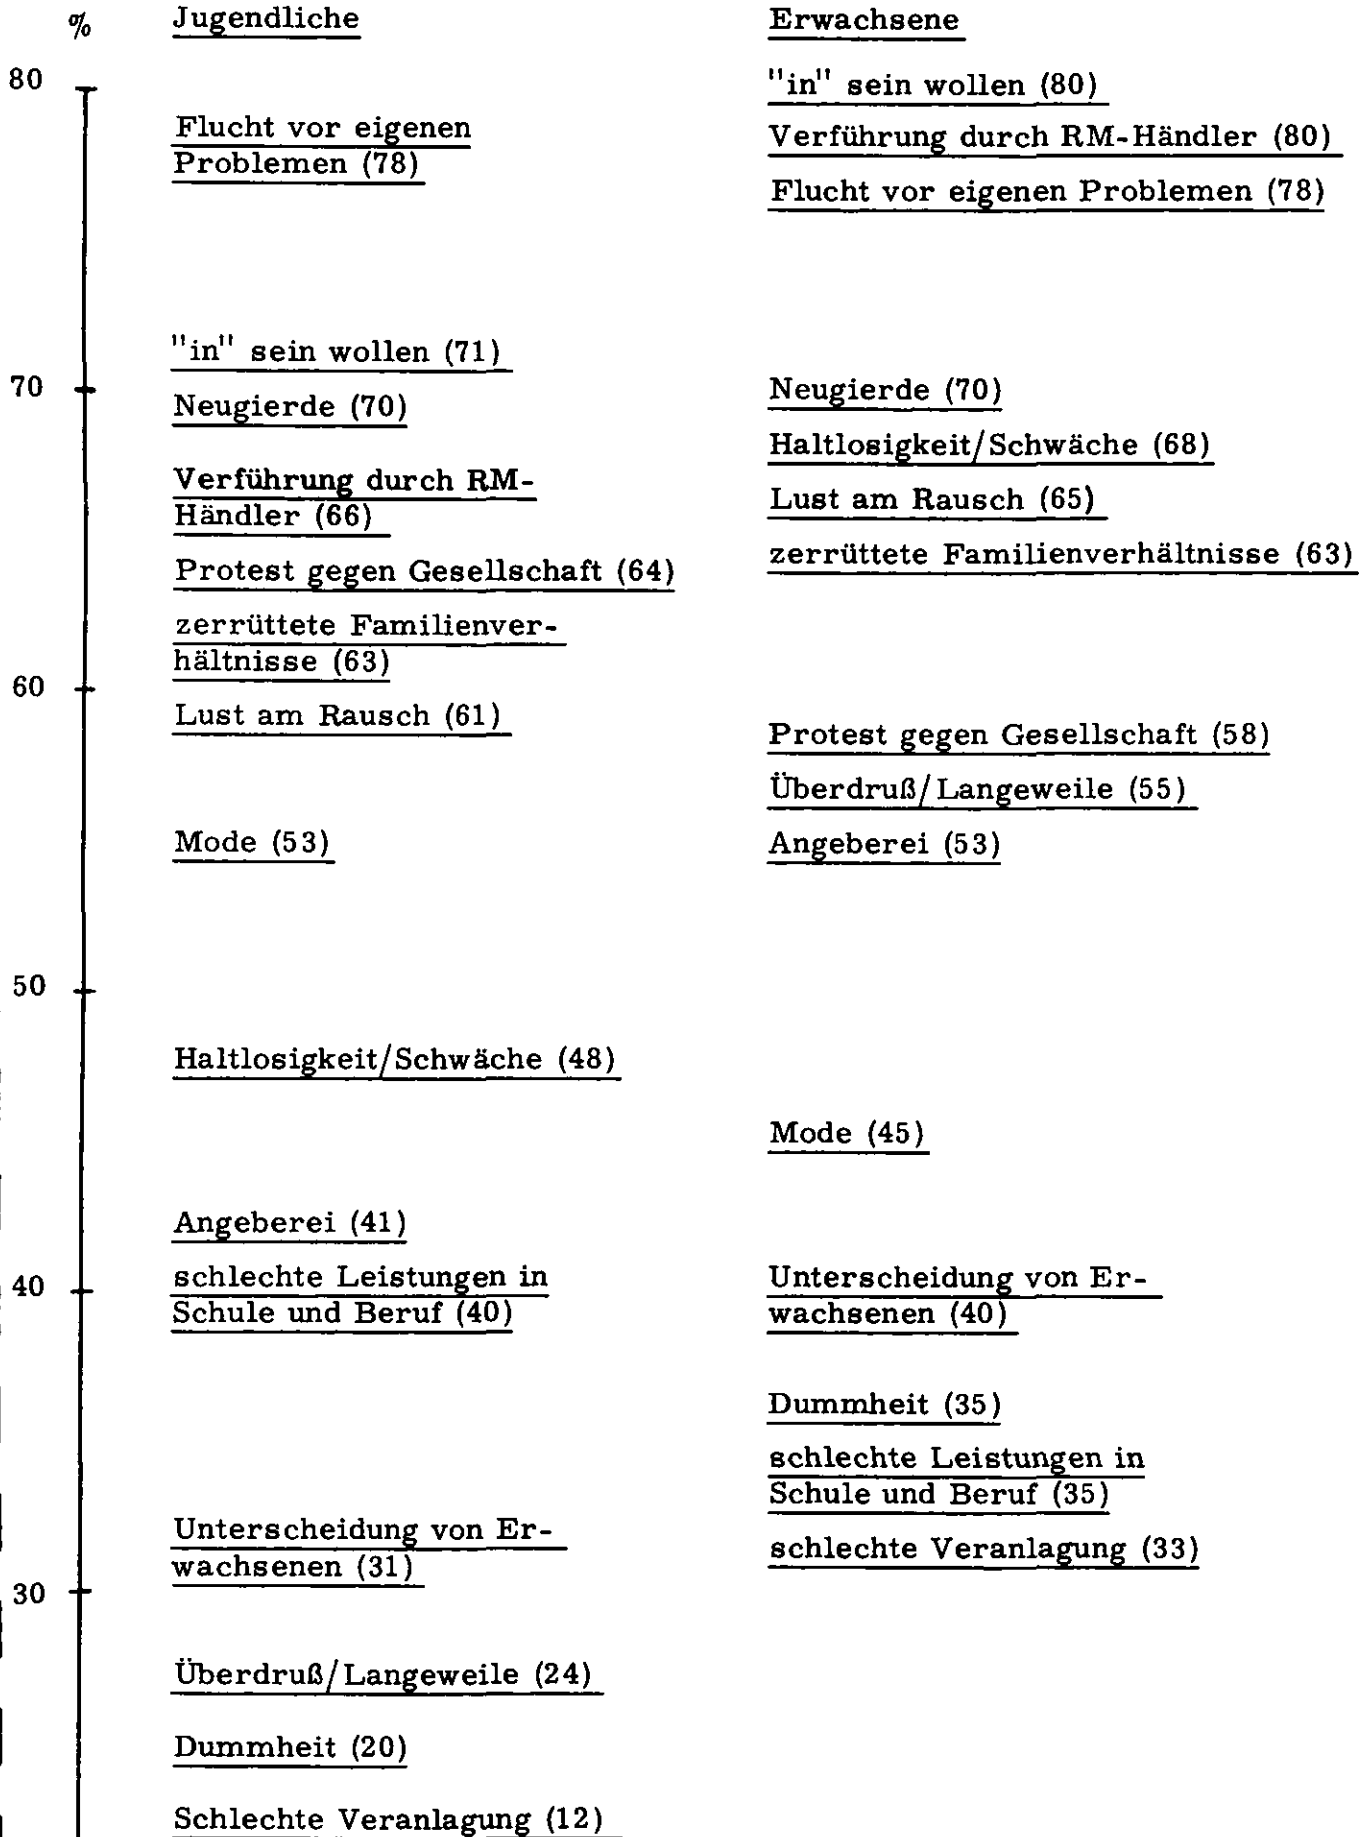 %
Jugendliche
80
Flucht vor eigenen
Problemen (78)
"in" sein wollen (71)
70
Neugierde (70)
Verführung durch RM-
Händler (66)
Protest gegen Gesellschaft (64)
zerrüttete Familienver-
hältnisse (63)
60
Lust am Rausch (61)
Mode (53)
50
Haltlosigkeit/Schwäche (48)
Angeberei (41)
40
schlechte Leistungen in
Schule und Beruf (40)
Unterscheidung von Er-
wachsenen (31)
30
Überdruß/Langeweile (24)
Dummheit (20)
Schlechte Veranlagung (12)
Erwachsene
"in" sein wollen (80)
Verführung durch RM-Händler (80)
Flucht vor eigenen Problemen (78)
Neugierde (70)
Haltlosigkeit/Schwäche (68)
Lust am Rausch (65)
zerrüttete Familienverhältnisse (63)
Protest gegen Gesellschaft (58)
Überdruß/Langeweile (55)
Angeberei (53)
Mode (45)
Unterscheidung von Er-
wachsenen (40)
Dummheit (35)
schlechte Leistungen in
Schule und Beruf (35)
schlechte Veranlagung (33)